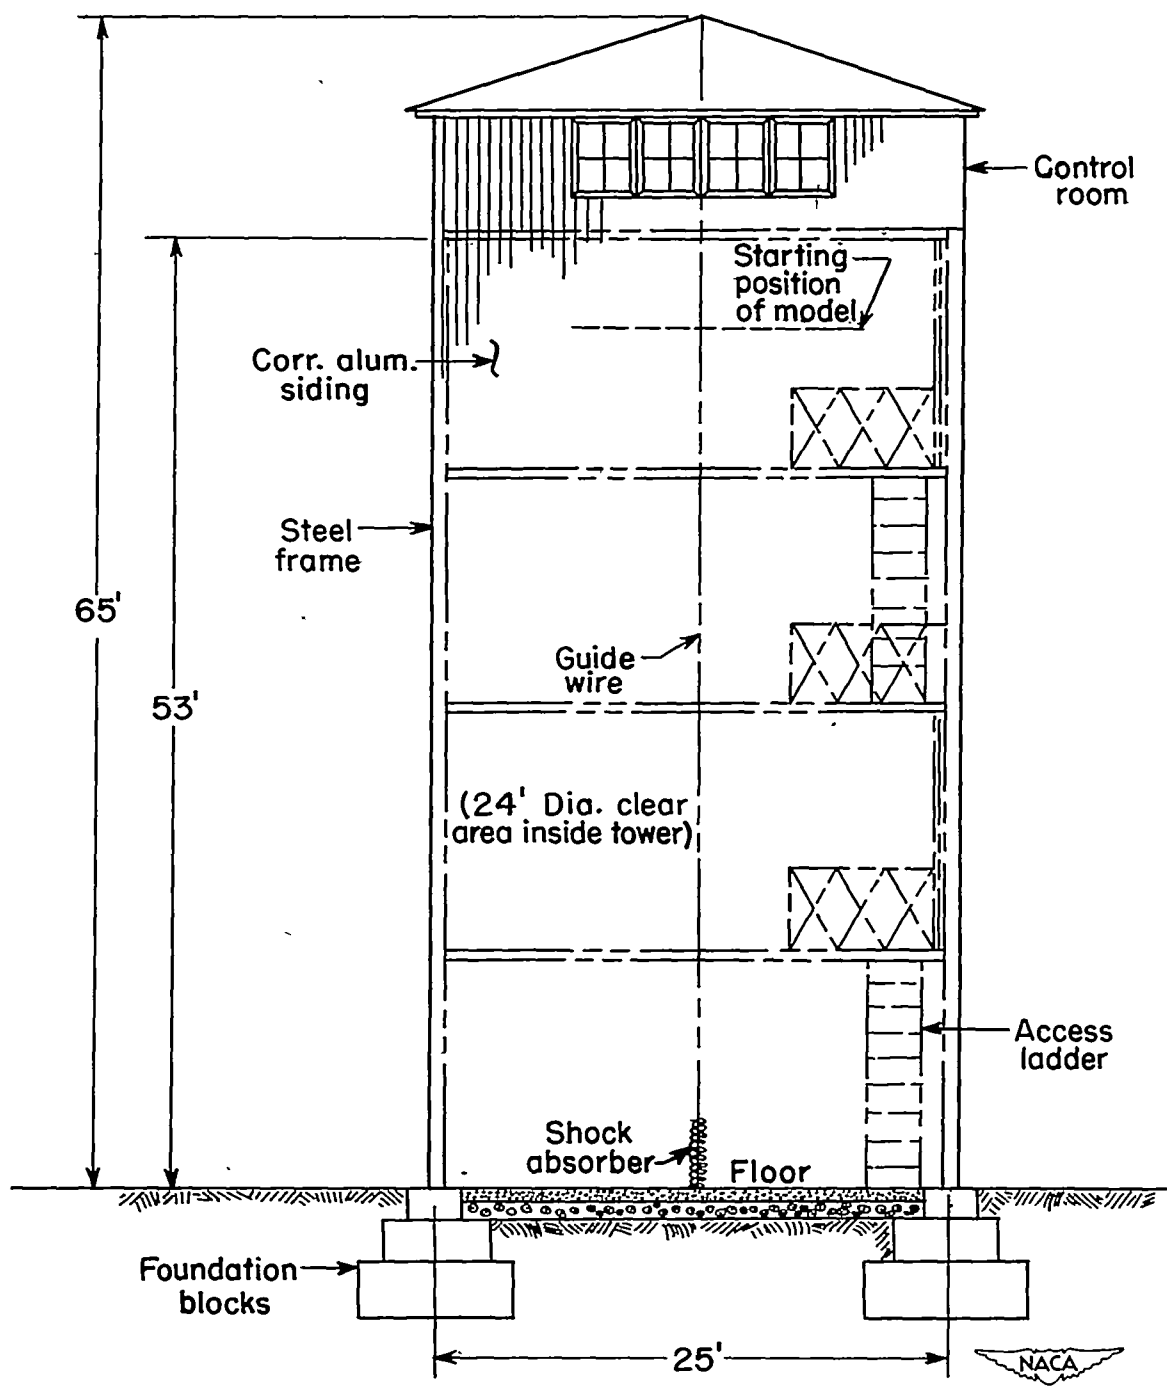 Control
room
Starting
position
of model
Corr. alum.
siding
Steel
frame
65'
Guide
wire
53'
(24' Dia. clear
area inside tower)
Access
ladder
Shock
absorber
Floor
Foundation
blocks
25'
NACA